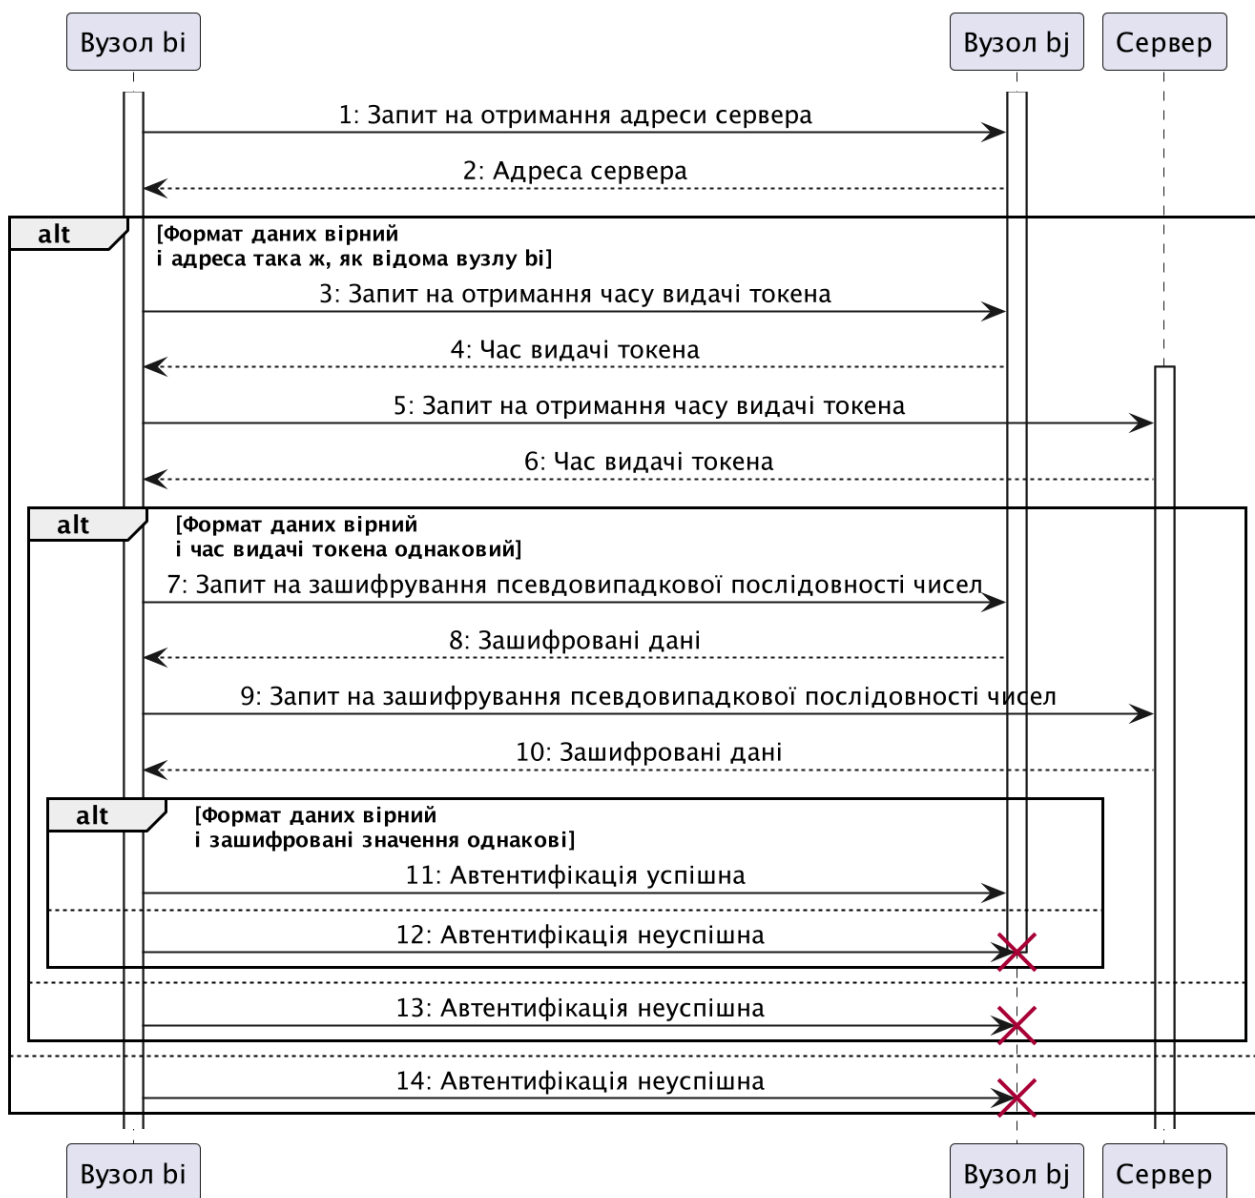 Вузол bi
Вузол bj
Сервер
1: Запит на отримання адреси сервера
2: Адреса сервера
alt
[Формат даних вірний
і адреса така ж, як відома вузлу bi]
3: Запит на отримання часу видачі токена
4: Час видачі токена
5: Запит на отримання часу видачі токена
6: Час видачі токена
alt
[Формат даних вірний
і час видачі токена однаковий]
7: Запит на зашифрування псевдовипадкової послідовності чисел
8: Зашифровані дані
9: Запит на зашифрування псевдовипадкової послідовності чисел
10: Зашифровані дані
alt
[Формат даних вірний
і зашифровані значення однакові]
11: Автентифікація успішна
12: Автентифікація неуспішна
13: Автентифікація неуспішна
14: Автентифікація неуспішна
Вузол bi
Вузол bj
Сервер